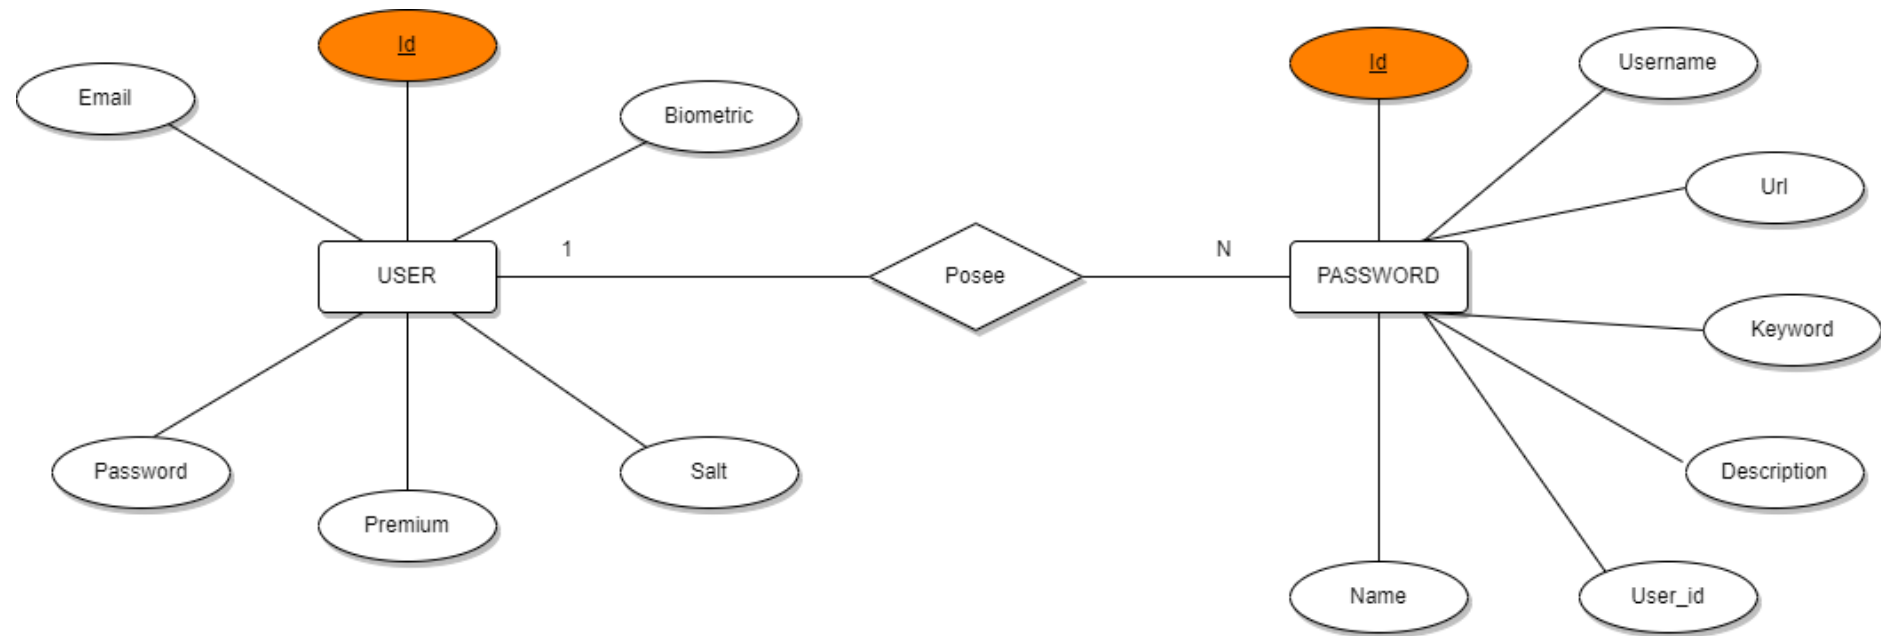 Id
Email
Biometric
USER
1
Posee
Password
Premium
Salt
Id
Username
Url
N
PASSWORD
Keyword
Description
User_id
Name